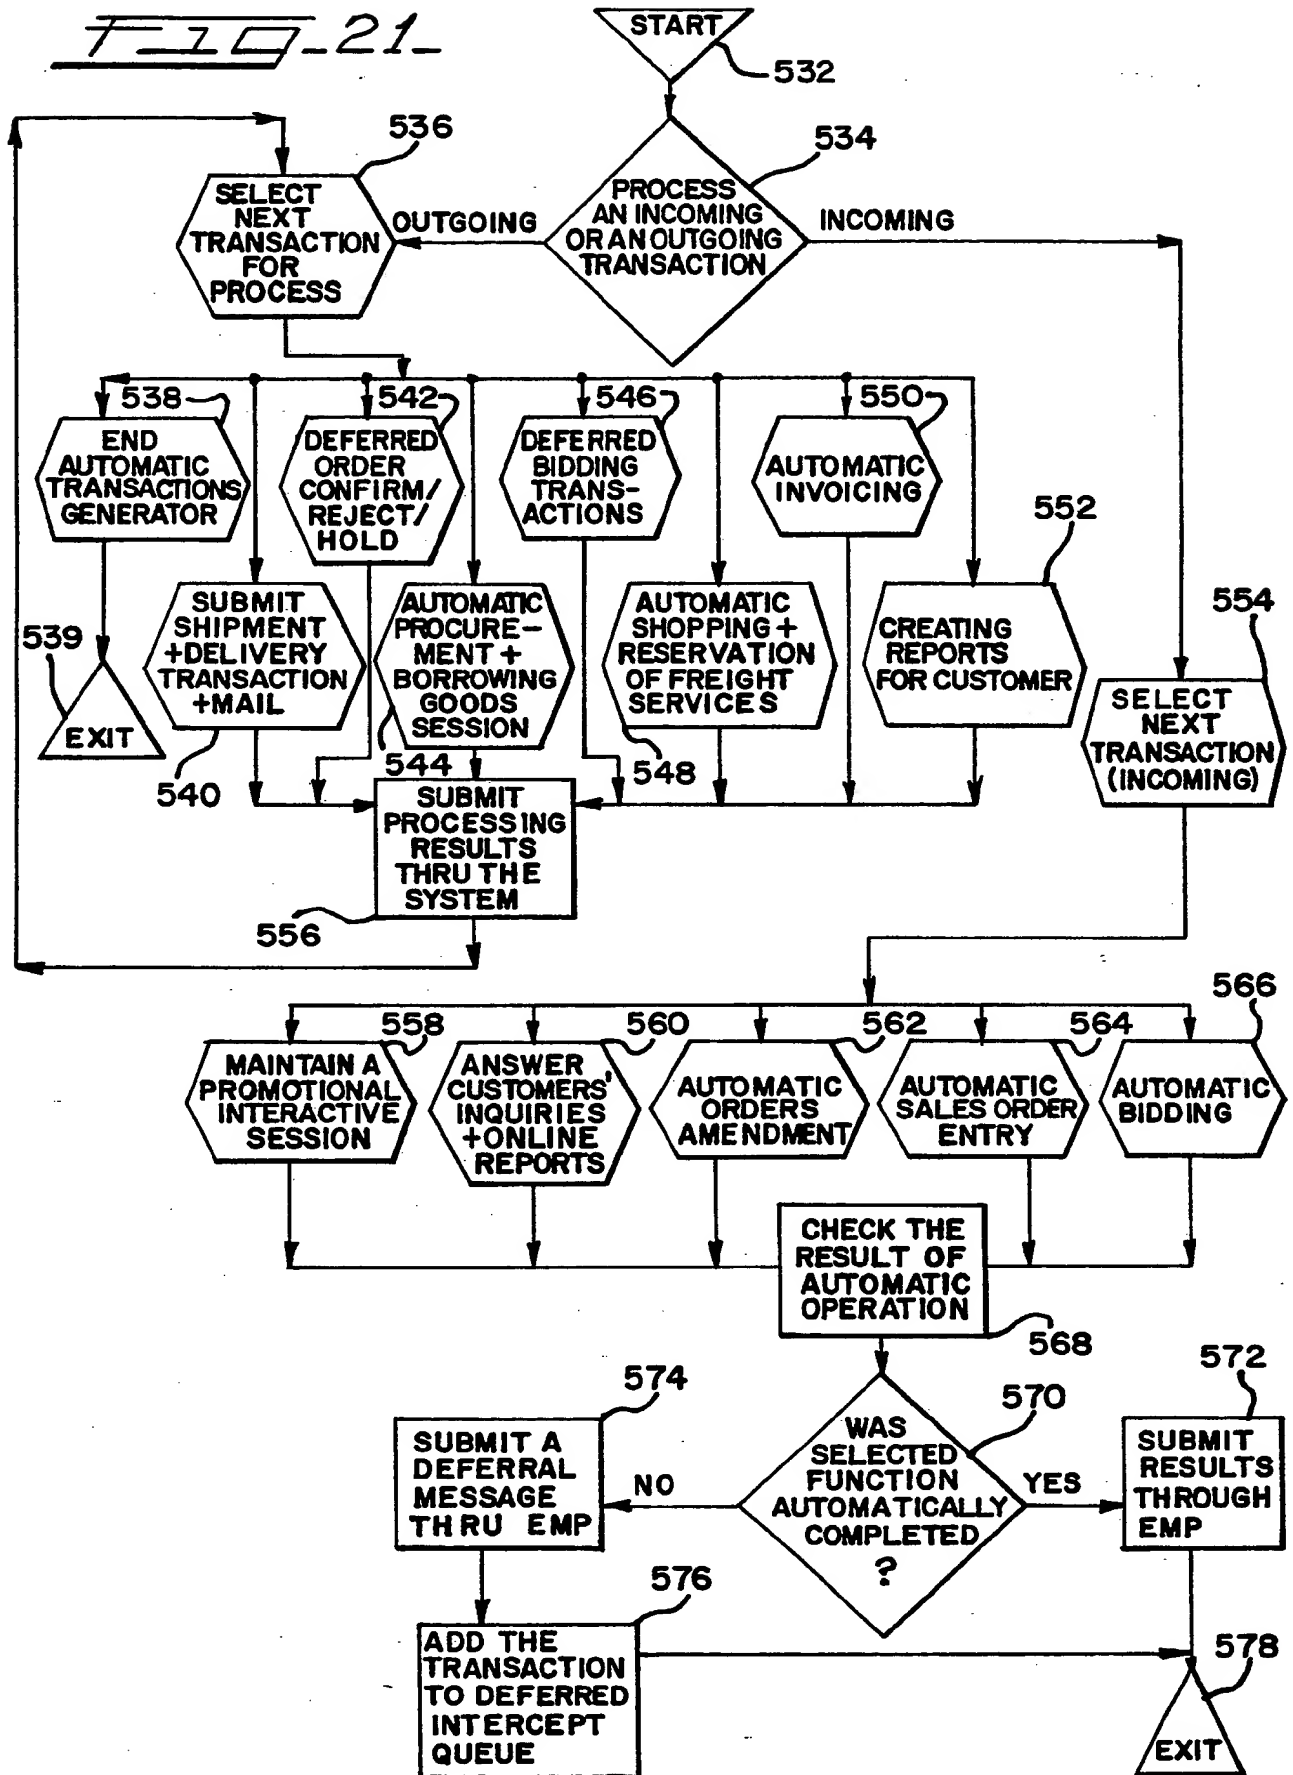 Fig_21_
START
532
534
PROCESS
AN INCOMING
OR AN OUTGOING
TRANSACTION
OUTGOING
INCOMING
536
SELECT
NEXT
TRANSACTION
FOR
PROCESS
538
END
AUTOMATIC
TRANSACTIONS
GENERATOR
542
DEFERRED
ORDER
CONFIRM/
REJECT/
HOLD
546
DEFERRED
BIDDING
TRANS-
ACTIONS
550
AUTOMATIC
INVOICING
552
539
EXIT
SUBMIT
SHIPMENT
+DELIVERY
TRANSACTION
+MAIL
540
AUTOMATIC
PROCURE-
MENT +
BORROWING
GOODS
SESSION
544
AUTOMATIC
SHOPPING +
RESERVATION
OF FREIGHT
SERVICES
548
CREATING
REPORTS
FOR CUSTOMER
554
SELECT
NEXT
TRANSACTION
(INCOMING)
SUBMIT
PROCESSING
RESULTS
THRU THE
SYSTEM
556
558
MAINTAIN A
PROMOTIONAL
INTERACTIVE
SESSION
560
ANSWER
CUSTOMERS'
INQUIRIES
+ONLINE
REPORTS
562
AUTOMATIC
ORDERS
AMENDMENT
564
AUTOMATIC
SALES ORDER
ENTRY
566
AUTOMATIC
BIDDING
CHECK THE
RESULT OF
AUTOMATIC
OPERATION
568
570
WAS
SELECTED
FUNCTION
AUTOMATICALLY
COMPLETED
?
NO
YES
572
SUBMIT
RESULTS
THROUGH
EMP
574
SUBMIT A
DEFERRAL
MESSAGE
THRU EMP
576
ADD THE
TRANSACTION
TO DEFERRED
INTERCEPT
QUEUE
578
EXIT